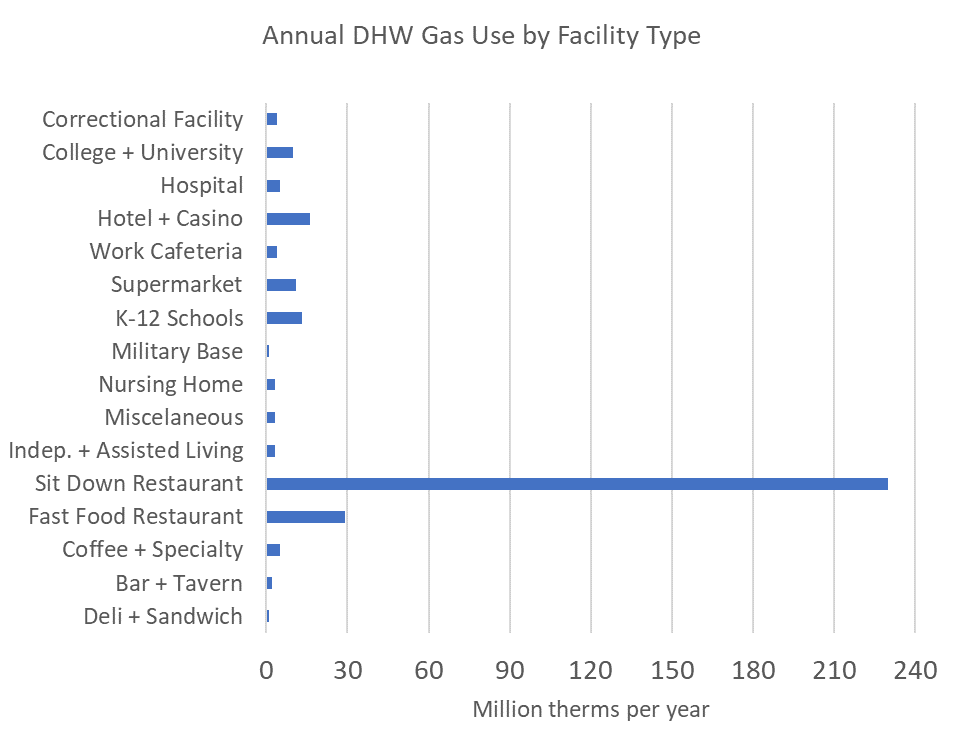 Annual DHW Gas Use by Facility Type
Correctional Facility
College + University
Hospital
Hotel + Casino
Work Cafeteria
Supermarket
K-12 Schools
Military Base
Nursing Home
Miscelaneous
Indep. + Assisted Living
Sit Down Restaurant
Fast Food Restaurant
Coffee + Specialty
Bar + Tavern
Deli + Sandwich
0 30 60 90 120 150 180 210 240
Million therms per year